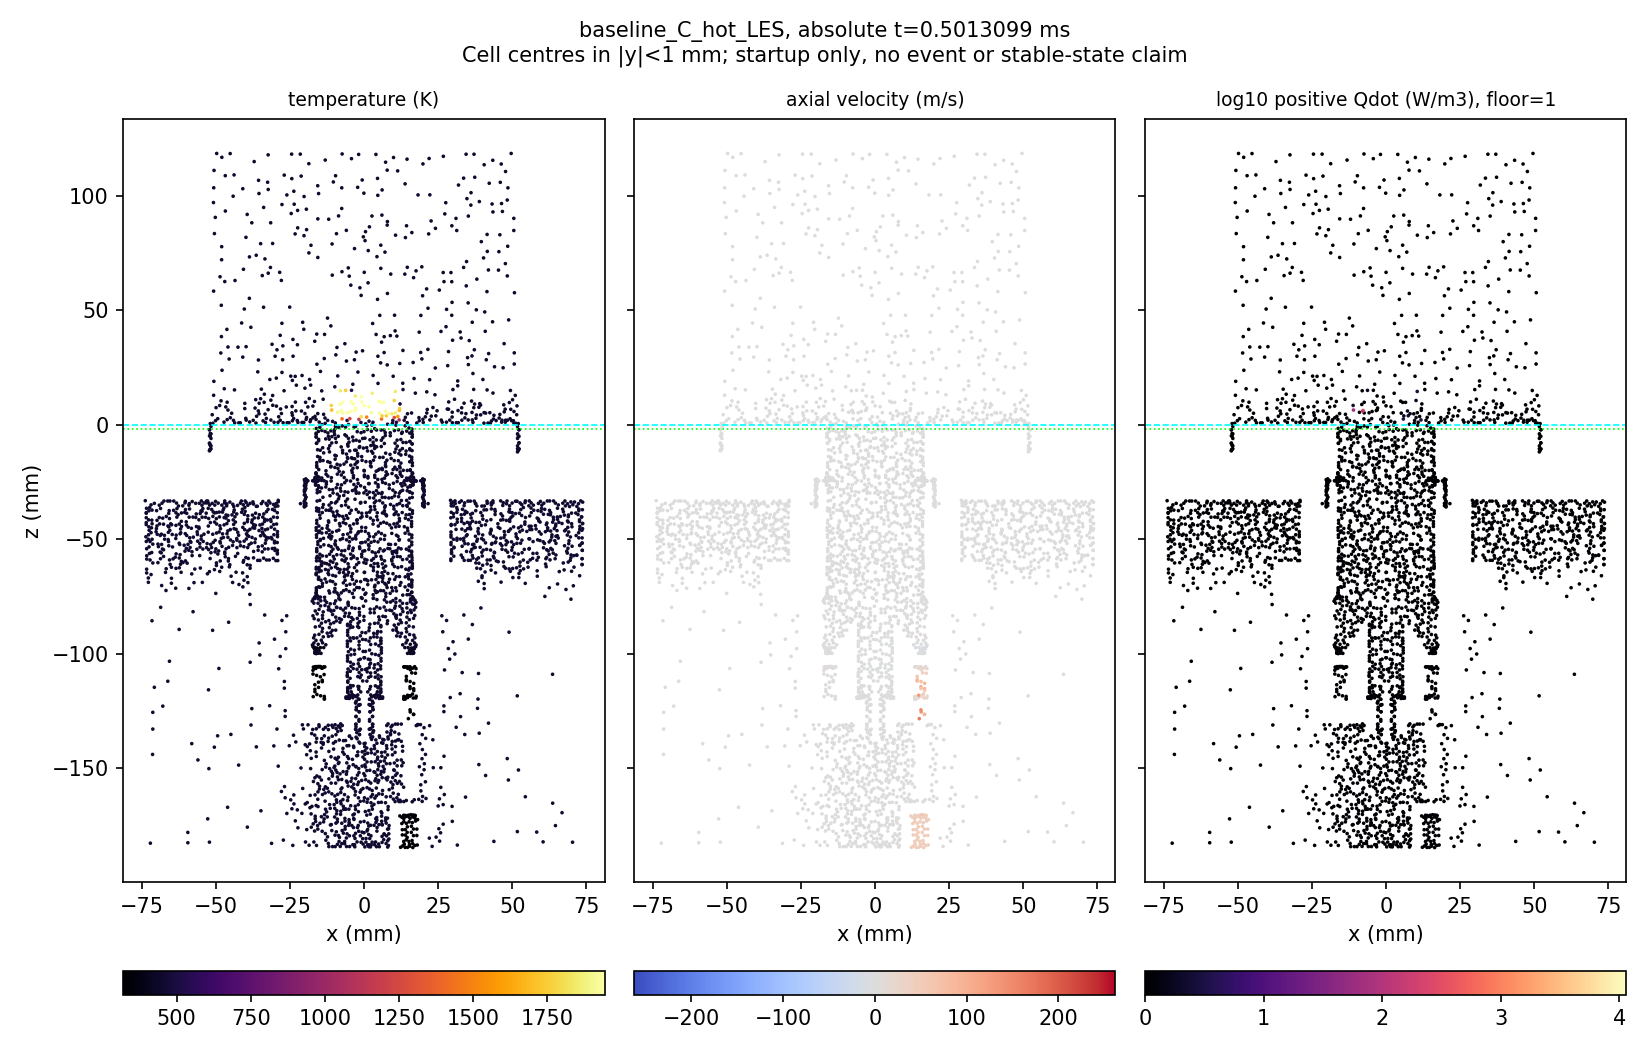 baseline_C_hot_LES, absolute t=0.5013099 ms
Cell centres in |y|<1 mm; startup only, no event or stable-state claim
temperature (K)
axial velocity (m/s)
log10 positive Qdot (W/m3), floor=1
100
50
0
−50
−100
−150
z (mm)
−75 −50 −25 0 25 50 75
−75 −50 −25 0 25 50 75
−75 −50 −25 0 25 50 75
x (mm)
x (mm)
x (mm)
500 750 1000 1250 1500 1750
−200 −100 0 100 200
0 1 2 3 4